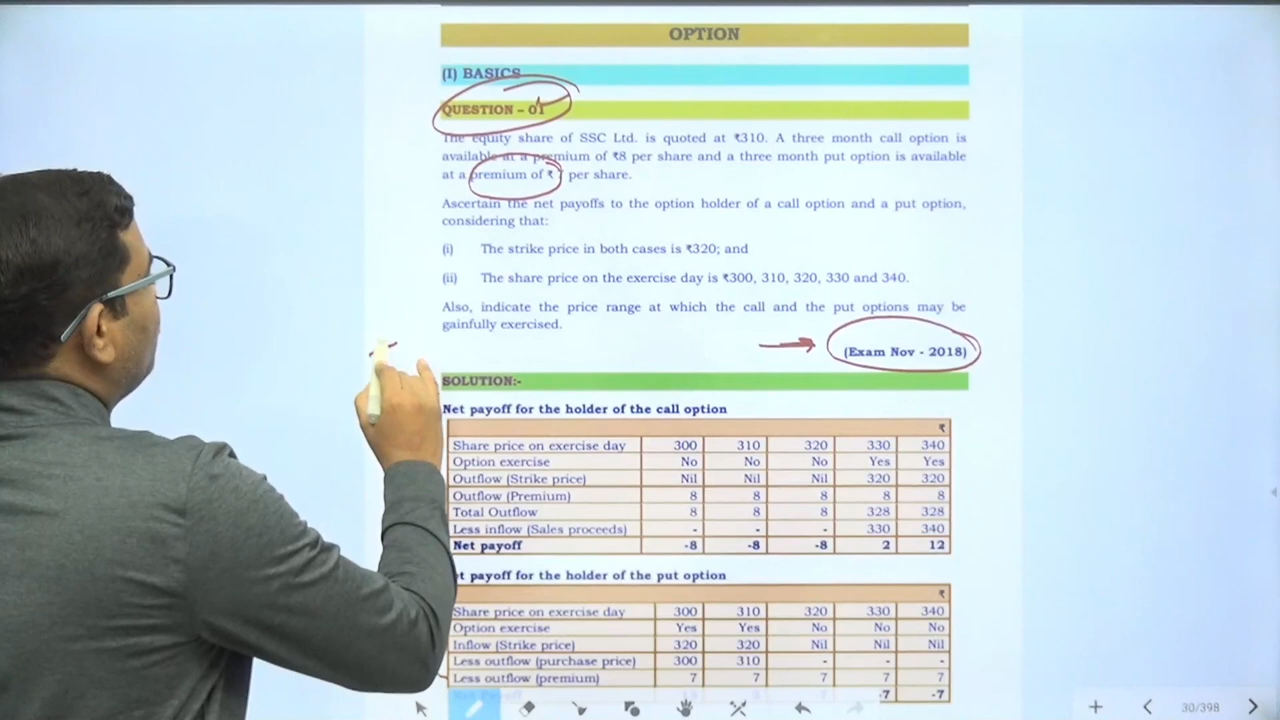 OPTION
(I) BASICS
QUESTION - 01
The equity share of SSC Ltd. is quoted at ₹310. A three month call option is
available at a premium of ₹8 per share and a three month put option is available
at a premium of ₹ per share.
Ascertain the net payoffs to the option holder of a call option and a put option,
considering that:
(i) The strike price in both cases is ₹320; and
(ii) The share price on the exercise day is ₹300, 310, 320, 330 and 340.
Also, indicate the price range at which the call and the put options may be
gainfully exercised.
(Exam Nov - 2018)
SOLUTION:-
Net payoff for the holder of the call option
₹
Share price on exercise day 300 310 320 330 340
Option exercise No No No Yes Yes
Outflow (Strike price) Nil Nil Nil 320 320
Outflow (Premium) 8 8 8 8 8
Total Outflow 8 8 8 328 328
Less inflow (Sales proceeds) - - - 330 340
Net payoff -8 -8 -8 2 12
et payoff for the holder of the put option
₹
Share price on exercise day 300 310 320 330 340
Option exercise Yes Yes No No No
Inflow (Strike price) 320 320 Nil Nil Nil
Less outflow (purchase price) 300 310 - - -
Less outflow (premium) 7 7 7 7 7
-7 -7
30/398